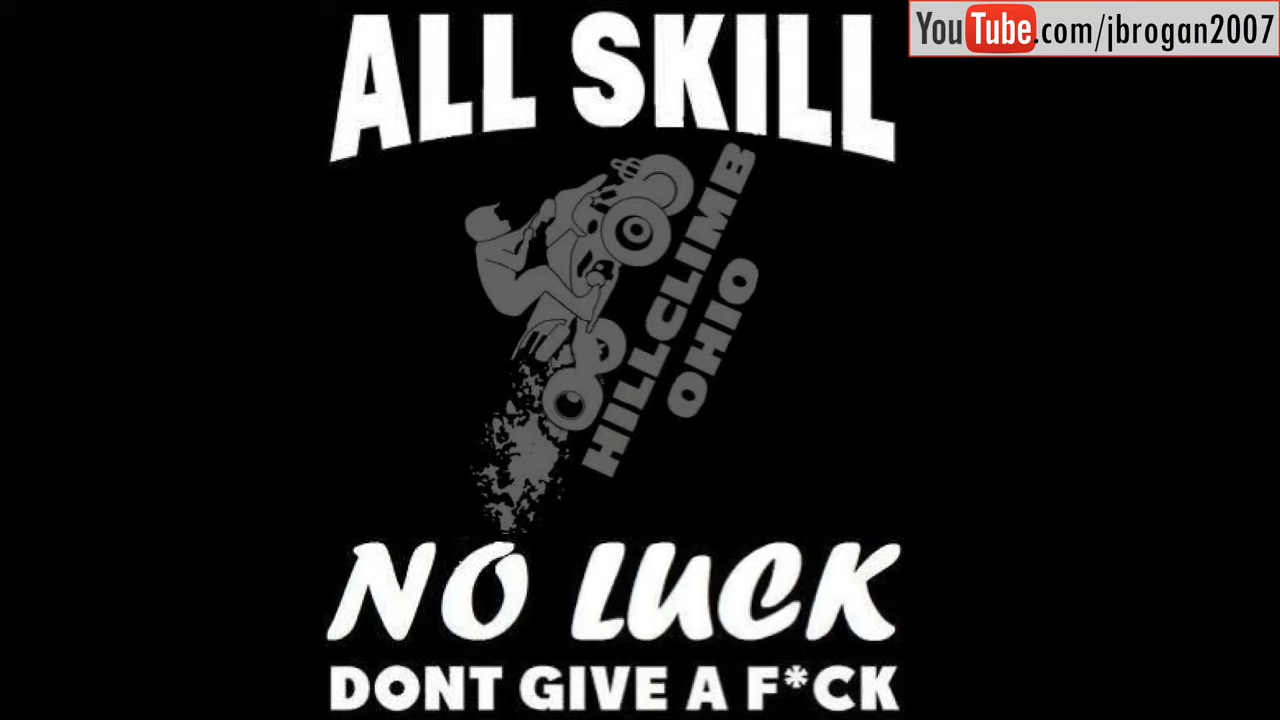 YouTube.com/jbrogan2007
ALL SKILL
HILLCLIMB
OHIO
NO LUCK
DONT GIVE A F*CK